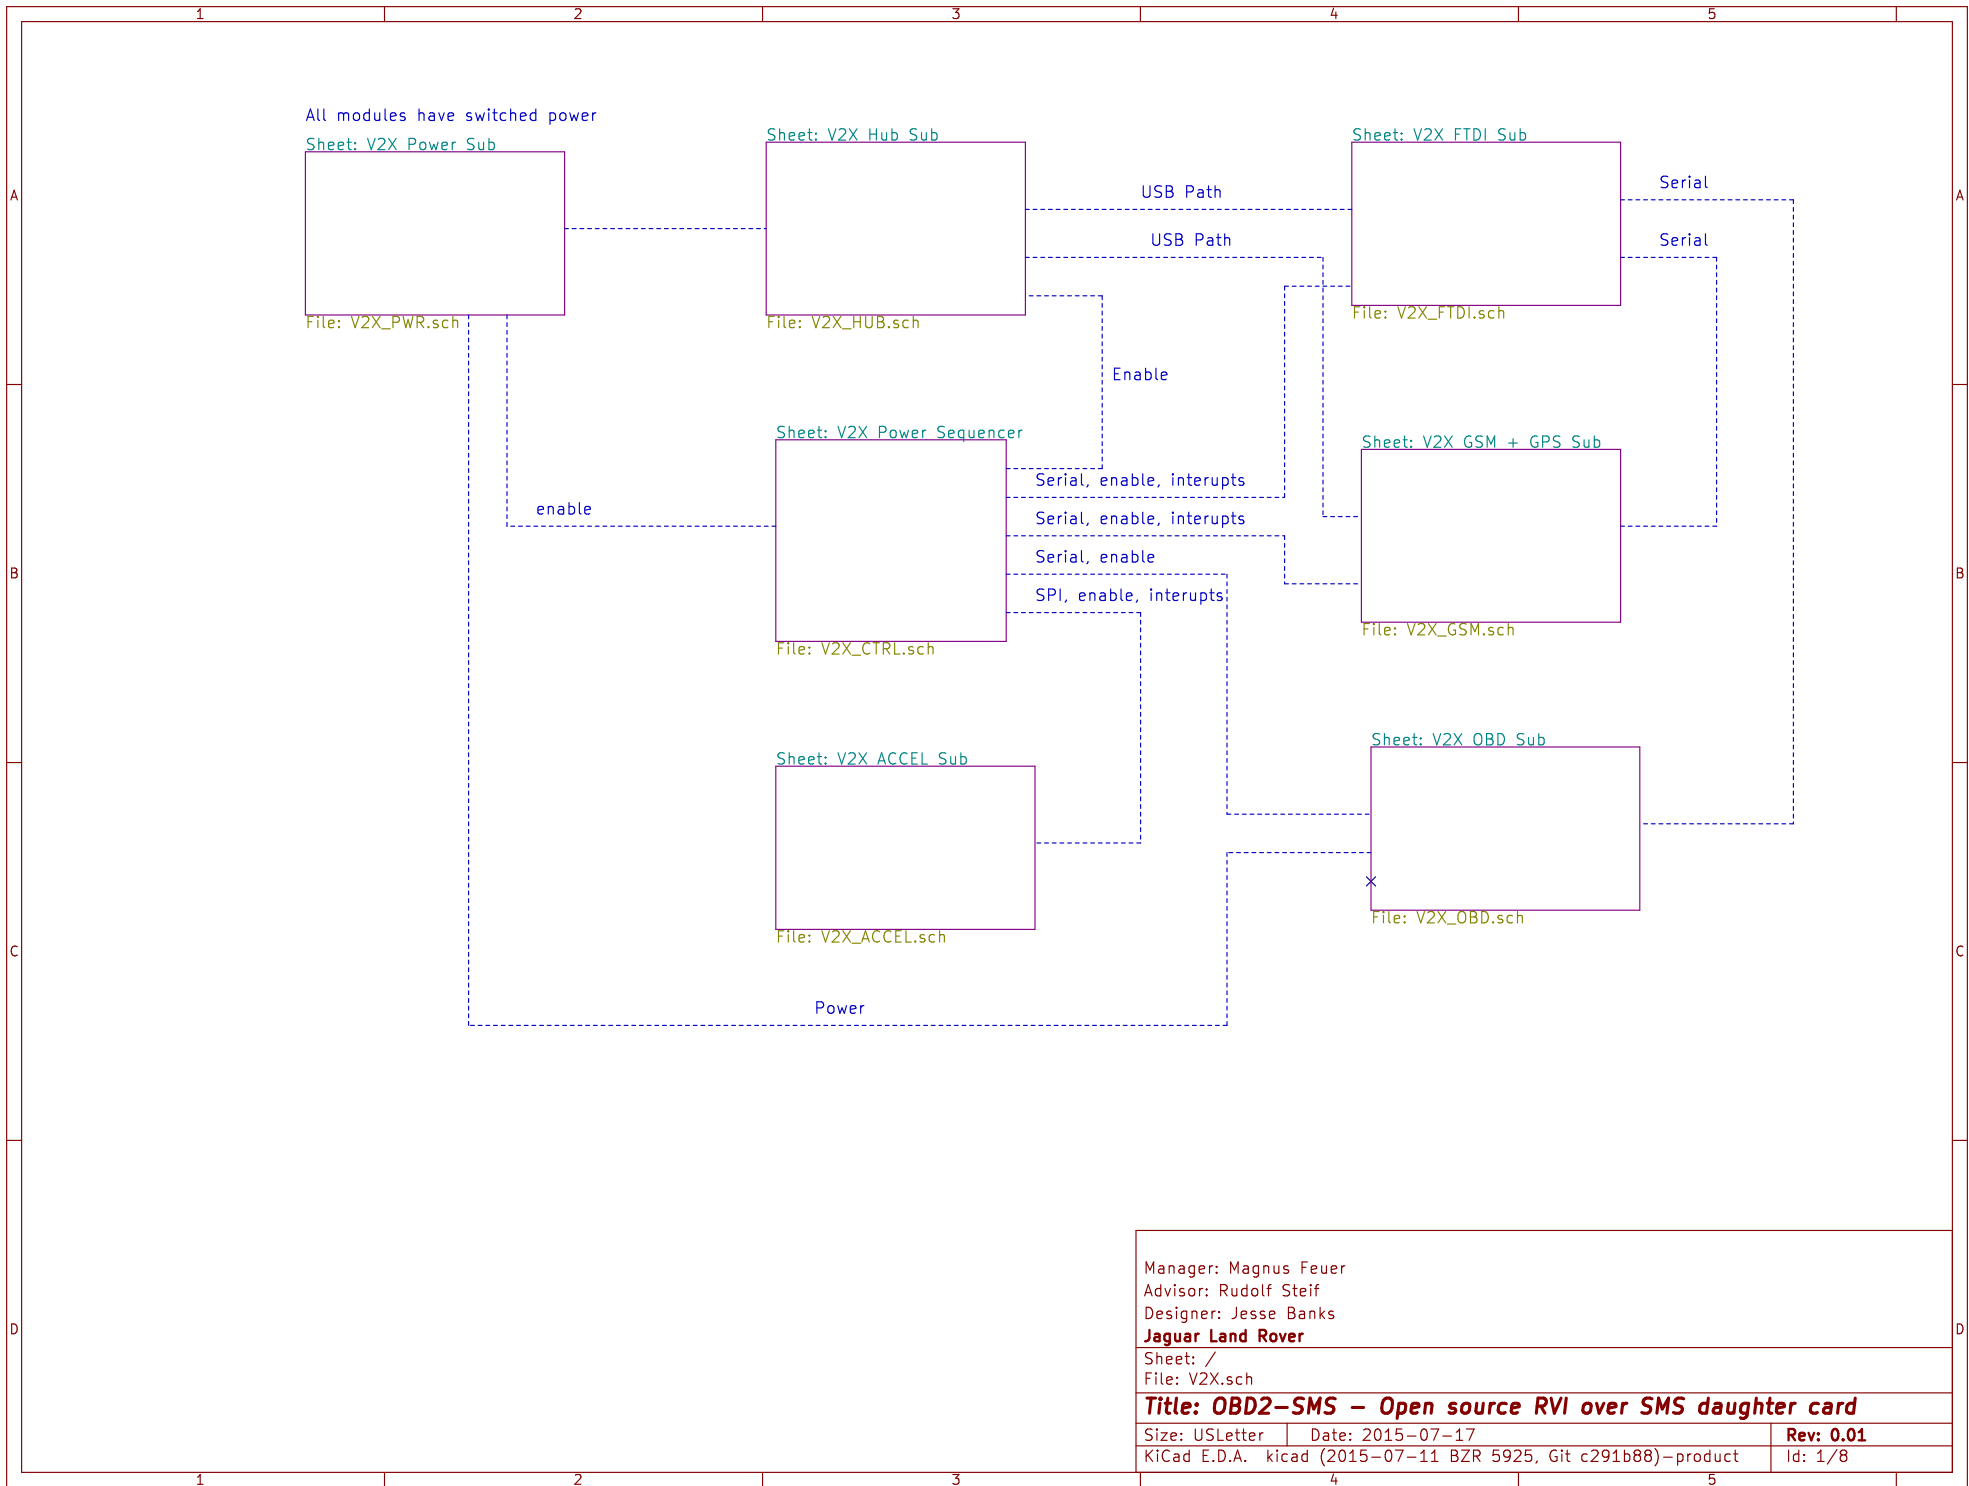 1 2 3 4 5
All modules have switched power
Sheet: V2X Power Sub
Sheet: V2X Hub Sub
Sheet: V2X FTDI Sub
A
USB Path
Serial
A
USB Path
Serial
File: V2X_PWR.sch
File: V2X_HUB.sch
File: V2X_FTDI.sch
Enable
Sheet: V2X Power Sequencer
Sheet: V2X GSM + GPS Sub
Serial, enable, interupts
enable
Serial, enable, interupts
Serial, enable
B
B
SPI, enable, interupts
File: V2X_CTRL.sch
File: V2X_GSM.sch
Sheet: V2X ACCEL Sub
Sheet: V2X OBD Sub
File: V2X_ACCEL.sch
File: V2X_OBD.sch
C
C
Power
Manager: Magnus Feuer
Advisor: Rudolf Steif
Designer: Jesse Banks
D
Jaguar Land Rover
D
Sheet: /
File: V2X.sch
Title: OBD2-SMS - Open source RVI over SMS daughter card
Size: USLetter Date: 2015-07-17 Rev: 0.01
KiCad E.D.A. kicad (2015-07-11 BZR 5925, Git c291b88)-product Id: 1/8
1 2 3 4 5